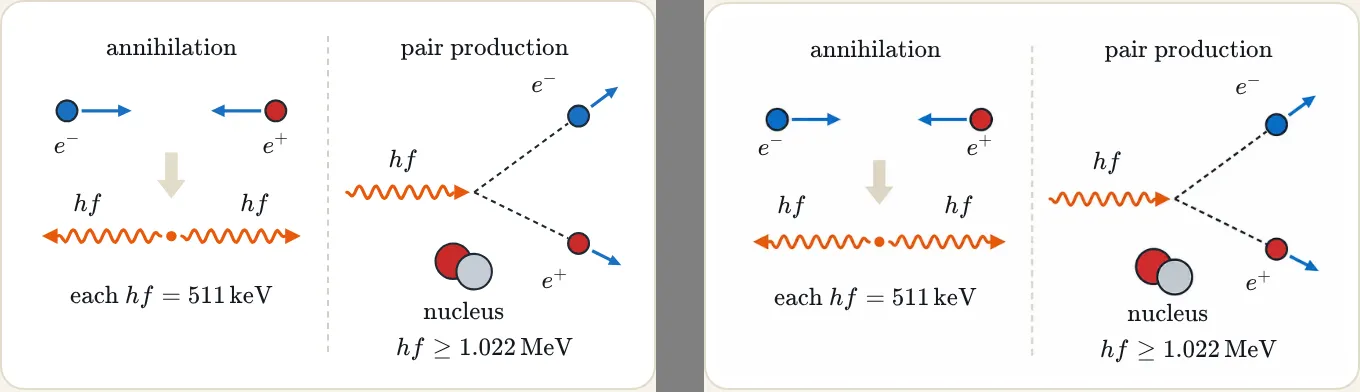 annihilation
e⁻
e⁺
hf
hf
each hf = 511 keV
pair production
e⁻
hf
e⁺
nucleus
hf ≥ 1.022 MeV
annihilation
e⁻
e⁺
hf
hf
each hf = 511 keV
pair production
e⁻
hf
e⁺
nucleus
hf ≥ 1.022 MeV